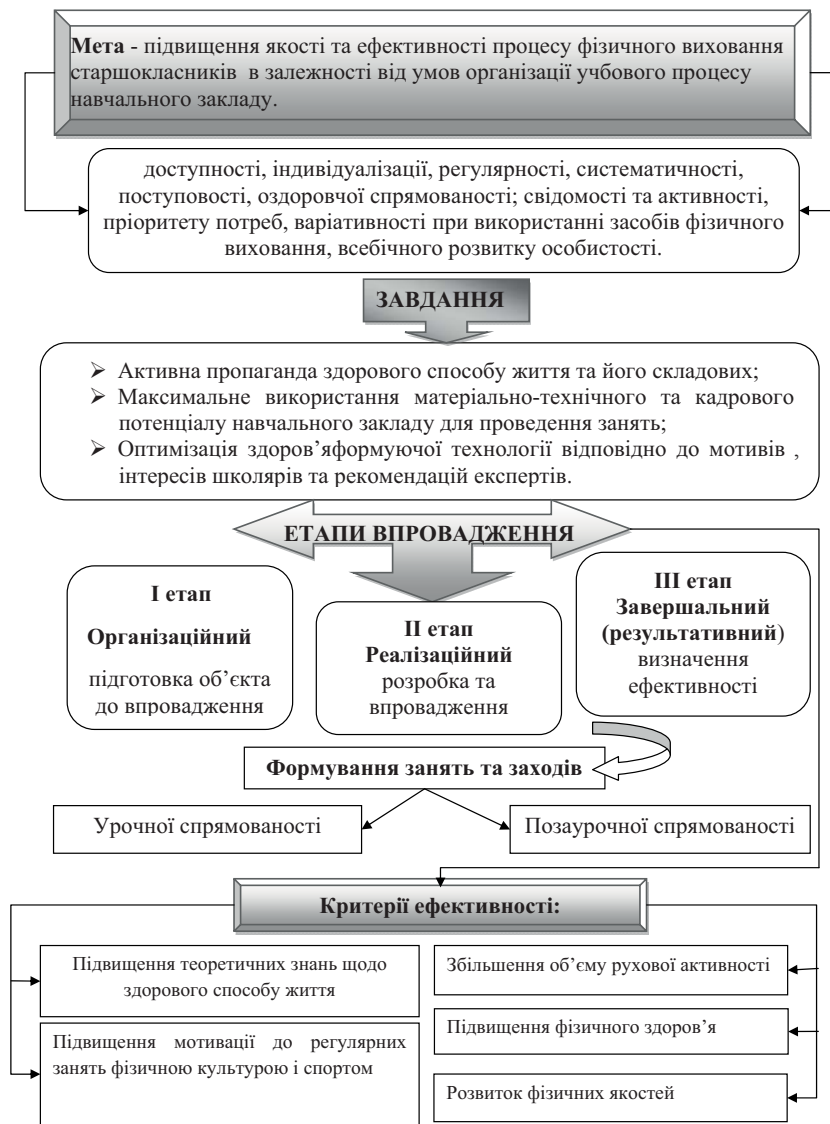 Мета - підвищення якості та ефективності процесу фізичного виховання
старшокласників в залежності від умов організації учбового процесу
навчального закладу.
доступності, індивідуалізації, регулярності, систематичності,
поступовості, оздоровчої спрямованості; свідомості та активності,
пріоритету потреб, варіативності при використанні засобів фізичного
виховання, всебічного розвитку особистості.
ЗАВДАННЯ
Активна пропаганда здорового способу життя та його складових;
Максимальне використання матеріально-технічного та кадрового
потенціалу навчального закладу для проведення занять;
Оптимізація здоров’яформуючої технології відповідно до мотивів ,
інтересів школярів та рекомендацій експертів.
ЕТАПИ ВПРОВАДЖЕННЯ
І етап
Організаційний
підготовка об’єкта
до впровадження
ІІ етап
Реалізаційний
розробка та
впровадження
ІІІ етап
Завершальний
(результативний)
визначення
ефективності
Формування занять та заходів
Урочної спрямованості
Позаурочної спрямованості
Критерії ефективності:
Підвищення теоретичних знань щодо
здорового способу життя
Підвищення мотивації до регулярних
занять фізичною культурою і спортом
Збільшення об’єму рухової активності
Підвищення фізичного здоров’я
Розвиток фізичних якостей